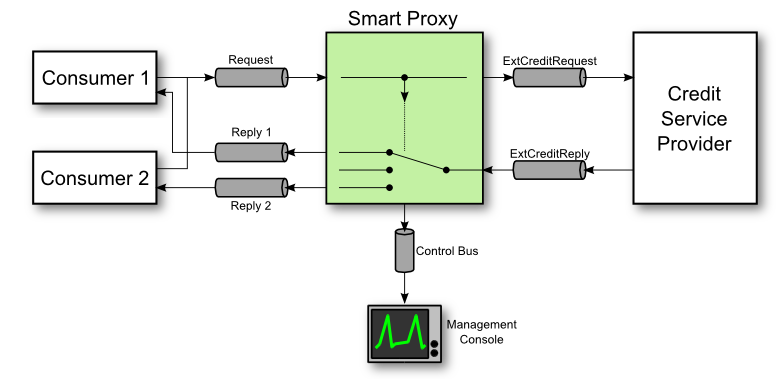 Smart Proxy
Request
ExtCreditRequest
Consumer 1
Credit
Service
Provider
Reply 1
ExtCreditReply
Consumer 2
Reply 2
Control Bus
Management
Console